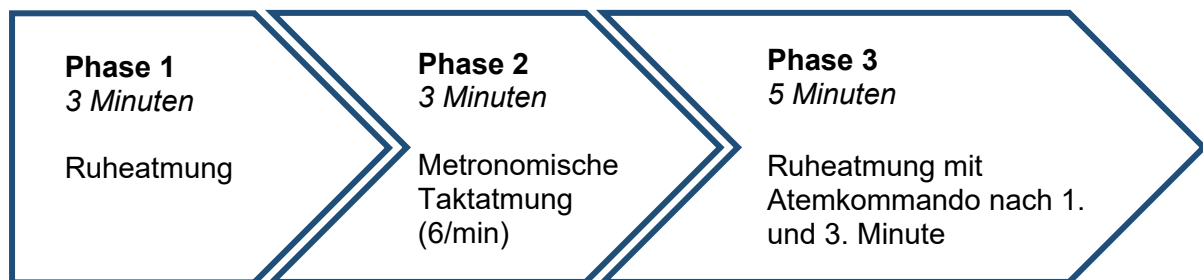 Phase 1
3 Minuten
Ruheatmung
Phase 2
3 Minuten
Metronomische
Taktatmung
(6/min)
Phase 3
5 Minuten
Ruheatmung mit
Atemkommando nach 1.
und 3. Minute